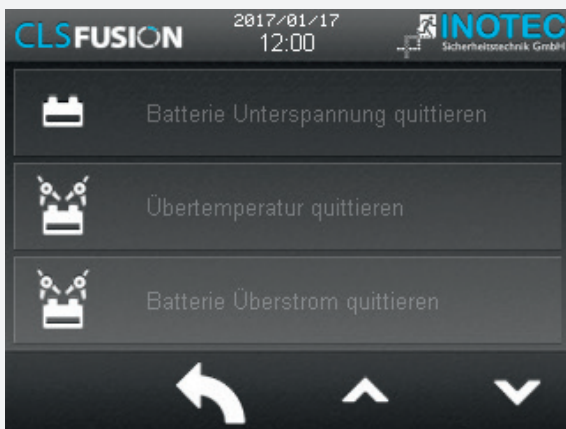 CLSFUSION
2017/01/17
12:00
INOTEC
Sicherheitstechnik GmbH
Batterie Unterspannung quittieren
Übertemperatur quittieren
Batterie Überstrom quittieren